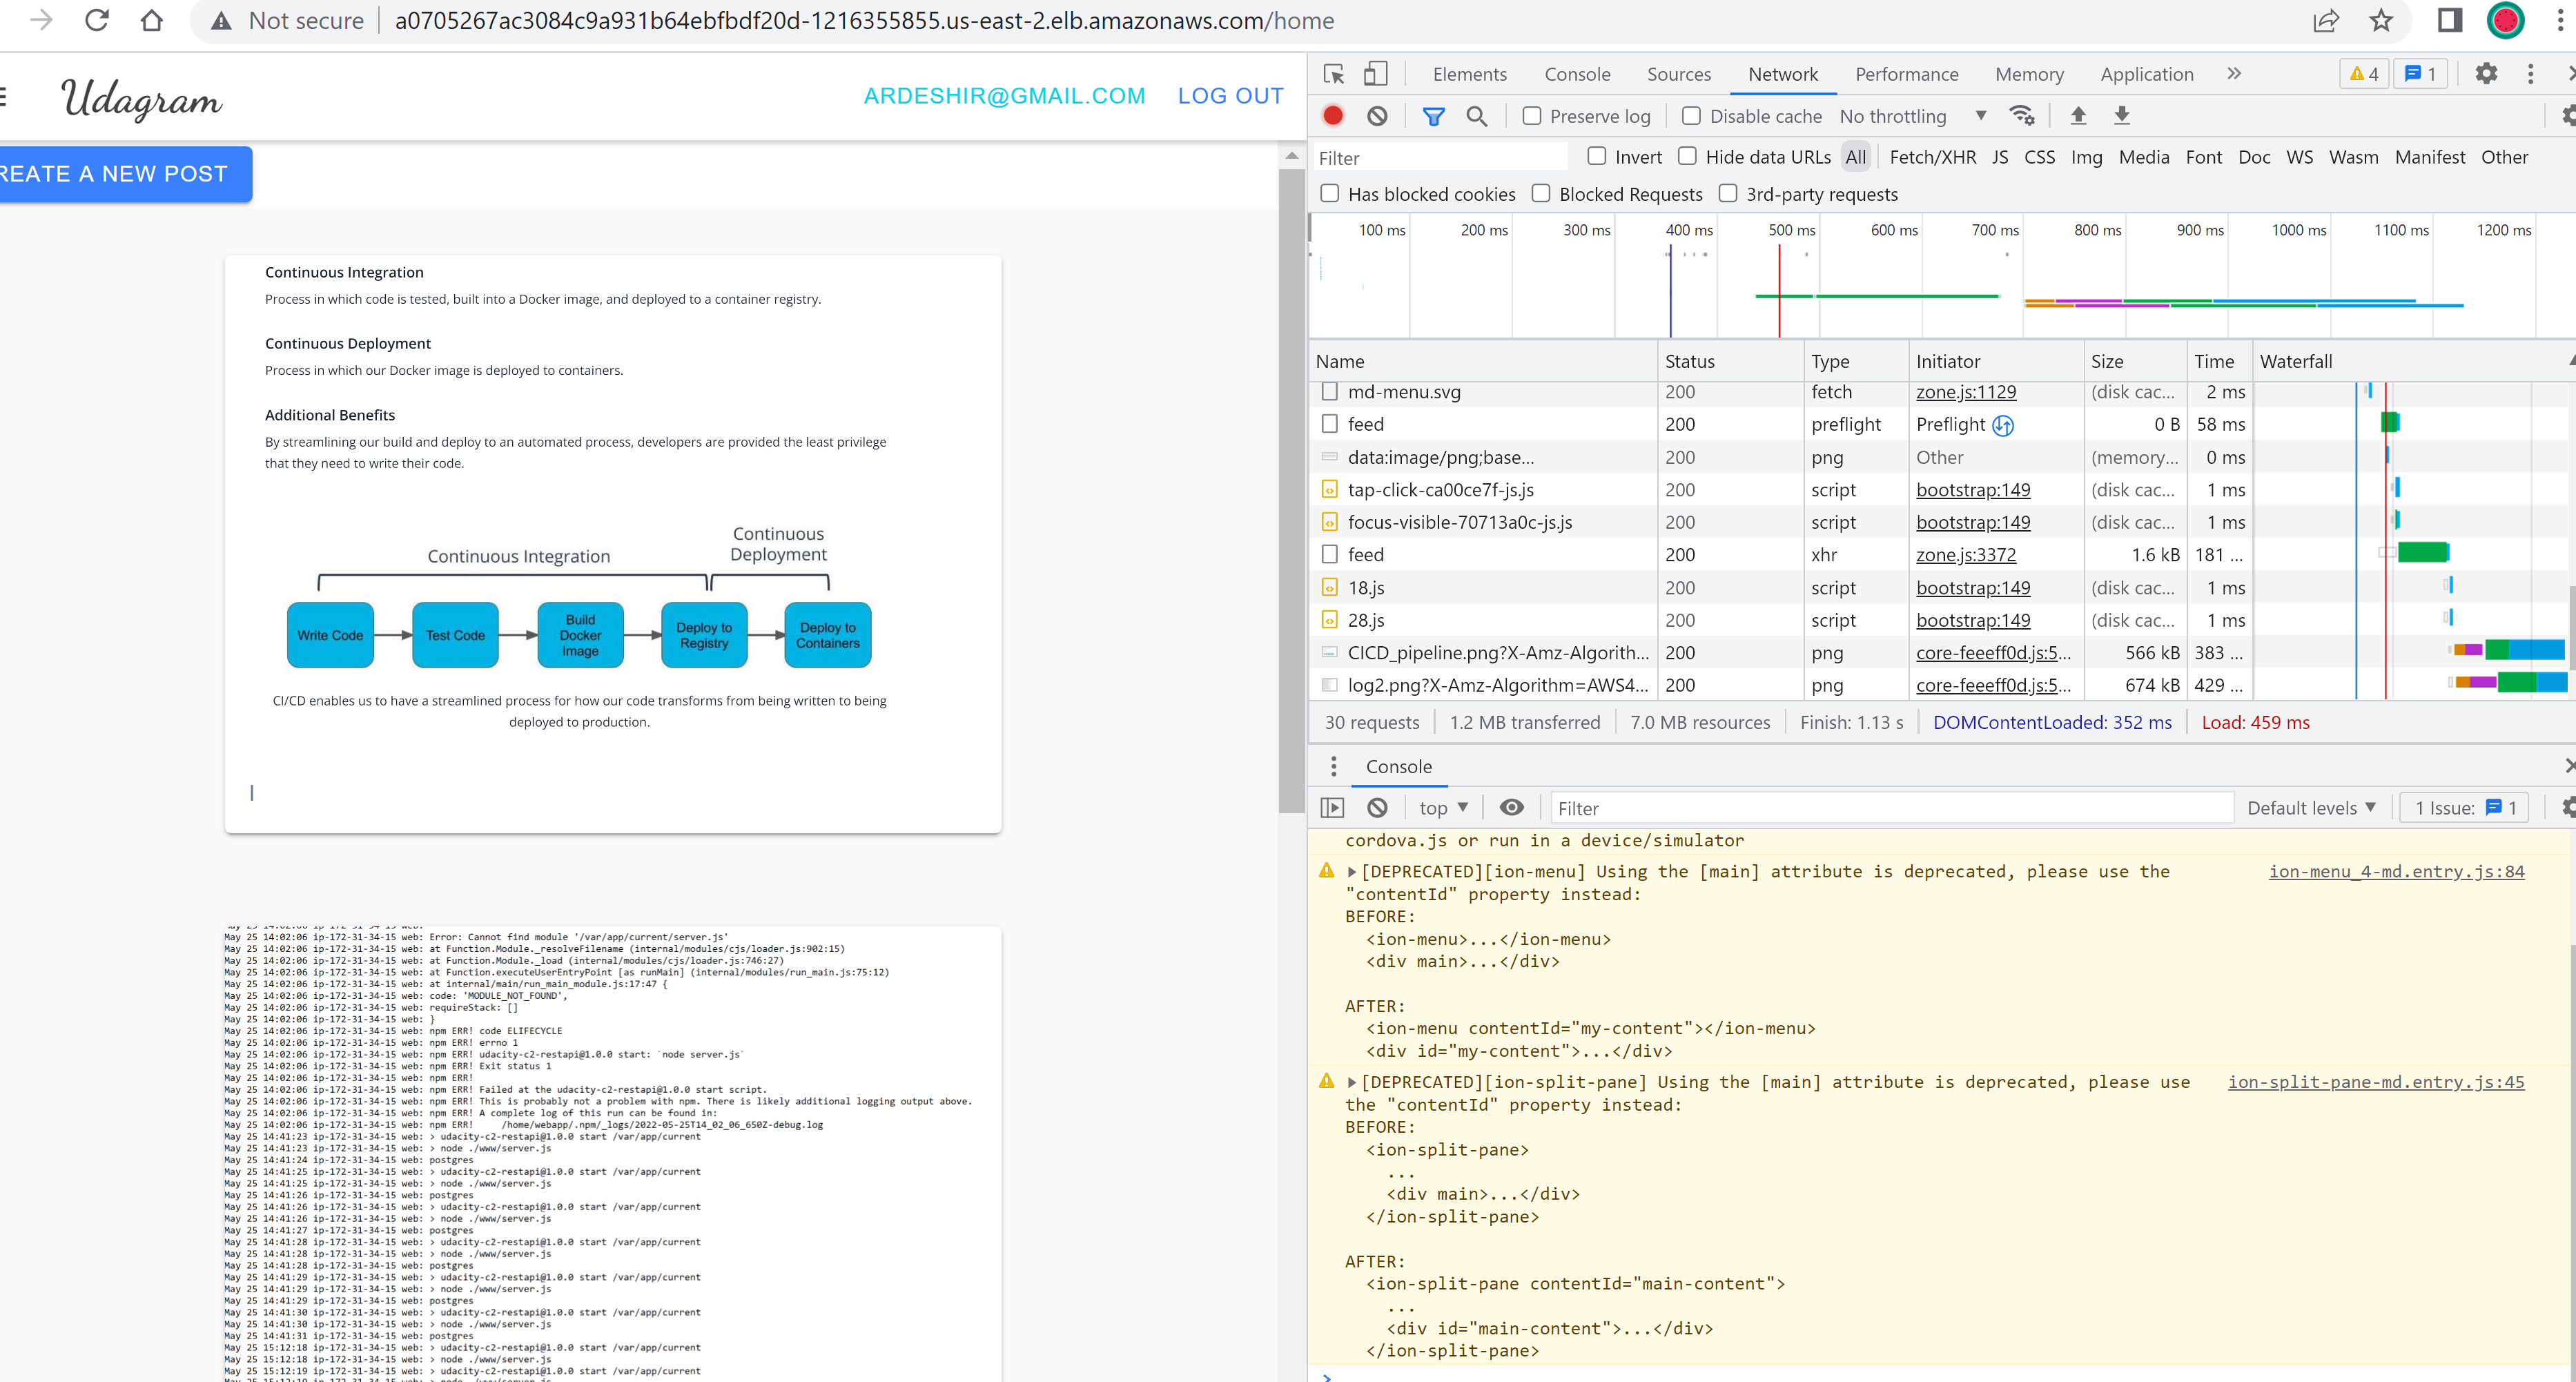 Not secure
a0705267ac3084c9a931b64ebfbdf20d-1216355855.us-east-2.elb.amazonaws.com/home
Udagram
ARDESHIR@GMAIL.COM
LOG OUT
REATE A NEW POST
Continuous Integration
Process in which code is tested, built into a Docker image, and deployed to a container registry.
Continuous Deployment
Process in which our Docker image is deployed to containers.
Additional Benefits
By streamlining our build and deploy to an automated process, developers are provided the least privilege
that they need to write their code.
Continuous Integration
Continuous
Deployment
Write Code
Test Code
Build
Docker
Image
Deploy to
Registry
Deploy to
Containers
CI/CD enables us to have a streamlined process for how our code transforms from being written to being
deployed to production.
May 25 14:02:06 ip-172-31-34-15 web: Error: Cannot find module '/var/app/current/server.js'
May 25 14:02:06 ip-172-31-34-15 web: at Function.Module._resolveFilename (internal/modules/cjs/loader.js:902:15)
May 25 14:02:06 ip-172-31-34-15 web: at Function.Module._load (internal/modules/cjs/loader.js:746:27)
May 25 14:02:06 ip-172-31-34-15 web: at Function.executeUserEntryPoint [as runMain] (internal/modules/run_main.js:75:12)
May 25 14:02:06 ip-172-31-34-15 web: at internal/main/run_main_module.js:17:47 {
May 25 14:02:06 ip-172-31-34-15 web: code: 'MODULE_NOT_FOUND',
May 25 14:02:06 ip-172-31-34-15 web: requireStack: []
May 25 14:02:06 ip-172-31-34-15 web: }
May 25 14:02:06 ip-172-31-34-15 web: npm ERR! code ELIFECYCLE
May 25 14:02:06 ip-172-31-34-15 web: npm ERR! errno 1
May 25 14:02:06 ip-172-31-34-15 web: npm ERR! udacity-c2-restapi@1.0.0 start: `node server.js`
May 25 14:02:06 ip-172-31-34-15 web: npm ERR! Exit status 1
May 25 14:02:06 ip-172-31-34-15 web: npm ERR!
May 25 14:02:06 ip-172-31-34-15 web: npm ERR! Failed at the udacity-c2-restapi@1.0.0 start script.
May 25 14:02:06 ip-172-31-34-15 web: npm ERR! This is probably not a problem with npm. There is likely additional logging output above.
May 25 14:02:06 ip-172-31-34-15 web: npm ERR! A complete log of this run can be found in:
May 25 14:02:06 ip-172-31-34-15 web: npm ERR! /home/webapp/.npm/_logs/2022-05-25T14_02_06_650Z-debug.log
May 25 14:41:23 ip-172-31-34-15 web: > udacity-c2-restapi@1.0.0 start /var/app/current
May 25 14:41:23 ip-172-31-34-15 web: > node ./www/server.js
May 25 14:41:24 ip-172-31-34-15 web: postgres
May 25 14:41:25 ip-172-31-34-15 web: > udacity-c2-restapi@1.0.0 start /var/app/current
May 25 14:41:25 ip-172-31-34-15 web: > node ./www/server.js
May 25 14:41:26 ip-172-31-34-15 web: postgres
May 25 14:41:26 ip-172-31-34-15 web: > udacity-c2-restapi@1.0.0 start /var/app/current
May 25 14:41:26 ip-172-31-34-15 web: > node ./www/server.js
May 25 14:41:27 ip-172-31-34-15 web: postgres
May 25 14:41:28 ip-172-31-34-15 web: > udacity-c2-restapi@1.0.0 start /var/app/current
May 25 14:41:28 ip-172-31-34-15 web: > node ./www/server.js
May 25 14:41:28 ip-172-31-34-15 web: postgres
May 25 14:41:29 ip-172-31-34-15 web: > udacity-c2-restapi@1.0.0 start /var/app/current
May 25 14:41:29 ip-172-31-34-15 web: > node ./www/server.js
May 25 14:41:29 ip-172-31-34-15 web: postgres
May 25 14:41:30 ip-172-31-34-15 web: > udacity-c2-restapi@1.0.0 start /var/app/current
May 25 14:41:30 ip-172-31-34-15 web: > node ./www/server.js
May 25 14:41:31 ip-172-31-34-15 web: postgres
May 25 15:12:18 ip-172-31-34-15 web: > udacity-c2-restapi@1.0.0 start /var/app/current
May 25 15:12:18 ip-172-31-34-15 web: > node ./www/server.js
May 25 15:12:19 ip-172-31-34-15 web: > udacity-c2-restapi@1.0.0 start /var/app/current
Elements Console Sources Network Performance Memory Application » 4 1
Preserve log Disable cache No throttling
Filter Invert Hide data URLs All Fetch/XHR JS CSS Img Media Font Doc WS Wasm Manifest Other
Has blocked cookies Blocked Requests 3rd-party requests
100 ms 200 ms 300 ms 400 ms 500 ms 600 ms 700 ms 800 ms 900 ms 1000 ms 1100 ms 1200 ms
Name Status Type Initiator Size Time Waterfall
md-menu.svg 200 fetch zone.js:1129 (disk cac... 2 ms
feed 200 preflight Preflight 0 B 58 ms
data:image/png;base... 200 png Other (memory... 0 ms
tap-click-ca00ce7f-js.js 200 script bootstrap:149 (disk cac... 1 ms
focus-visible-70713a0c-js.js 200 script bootstrap:149 (disk cac... 1 ms
feed 200 xhr zone.js:3372 1.6 kB 181 ...
18.js 200 script bootstrap:149 (disk cac... 1 ms
28.js 200 script bootstrap:149 (disk cac... 1 ms
CICD_pipeline.png?X-Amz-Algorith... 200 png core-feeeff0d.js:5... 566 kB 383 ...
log2.png?X-Amz-Algorithm=AWS4... 200 png core-feeeff0d.js:5... 674 kB 429 ...
30 requests 1.2 MB transferred 7.0 MB resources Finish: 1.13 s DOMContentLoaded: 352 ms Load: 459 ms
Console
top Filter Default levels 1 Issue: 1
cordova.js or run in a device/simulator
[DEPRECATED][ion-menu] Using the [main] attribute is deprecated, please use the ion-menu_4-md.entry.js:84
"contentId" property instead:
BEFORE:
<ion-menu>...</ion-menu>
<div main>...</div>
AFTER:
<ion-menu contentId="my-content"></ion-menu>
<div id="my-content">...</div>
[DEPRECATED][ion-split-pane] Using the [main] attribute is deprecated, please use ion-split-pane-md.entry.js:45
the "contentId" property instead:
BEFORE:
<ion-split-pane>
...
<div main>...</div>
</ion-split-pane>
AFTER:
<ion-split-pane contentId="main-content">
...
<div id="main-content">...</div>
</ion-split-pane>